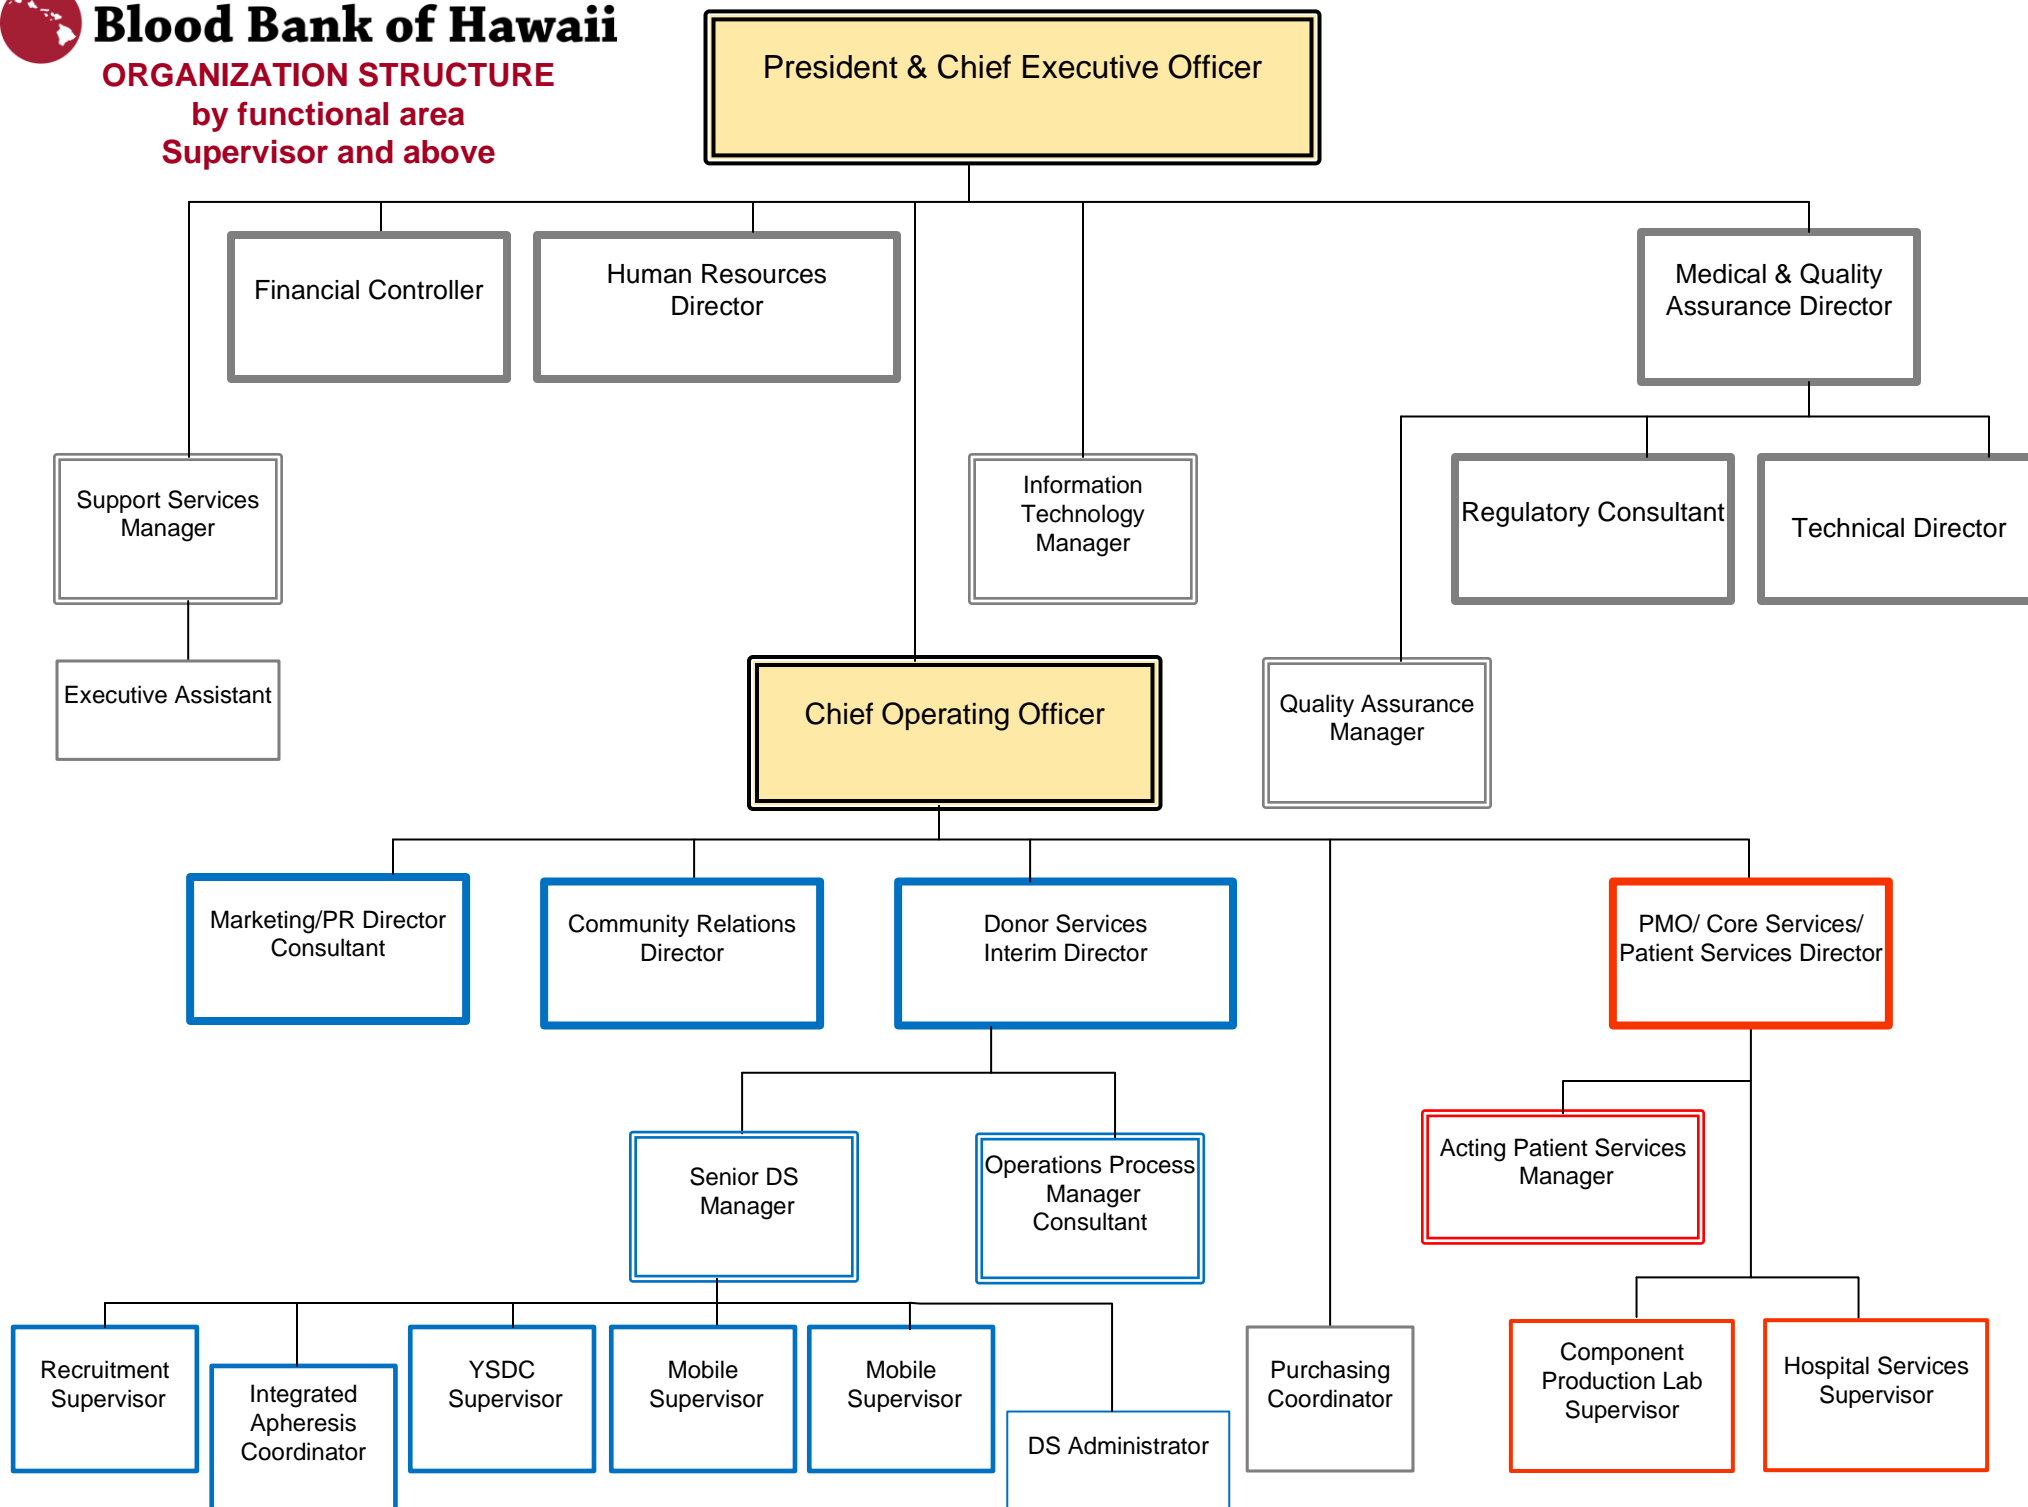 Blood Bank of Hawaii
ORGANIZATION STRUCTURE
by functional area
Supervisor and above
President & Chief Executive Officer
Financial Controller
Human Resources
Director
Medical & Quality
Assurance Director
Support Services
Manager
Information
Technology
Manager
Regulatory Consultant
Technical Director
Executive Assistant
Chief Operating Officer
Quality Assurance
Manager
Marketing/PR Director
Consultant
Community Relations
Director
Donor Services
Interim Director
PMO/ Core Services/
Patient Services Director
Senior DS
Manager
Operations Process
Manager
Consultant
Acting Patient Services
Manager
Recruitment
Supervisor
Integrated
Apheresis
Coordinator
YSDC
Supervisor
Mobile
Supervisor
Mobile
Supervisor
DS Administrator
Purchasing
Coordinator
Component
Production Lab
Supervisor
Hospital Services
Supervisor